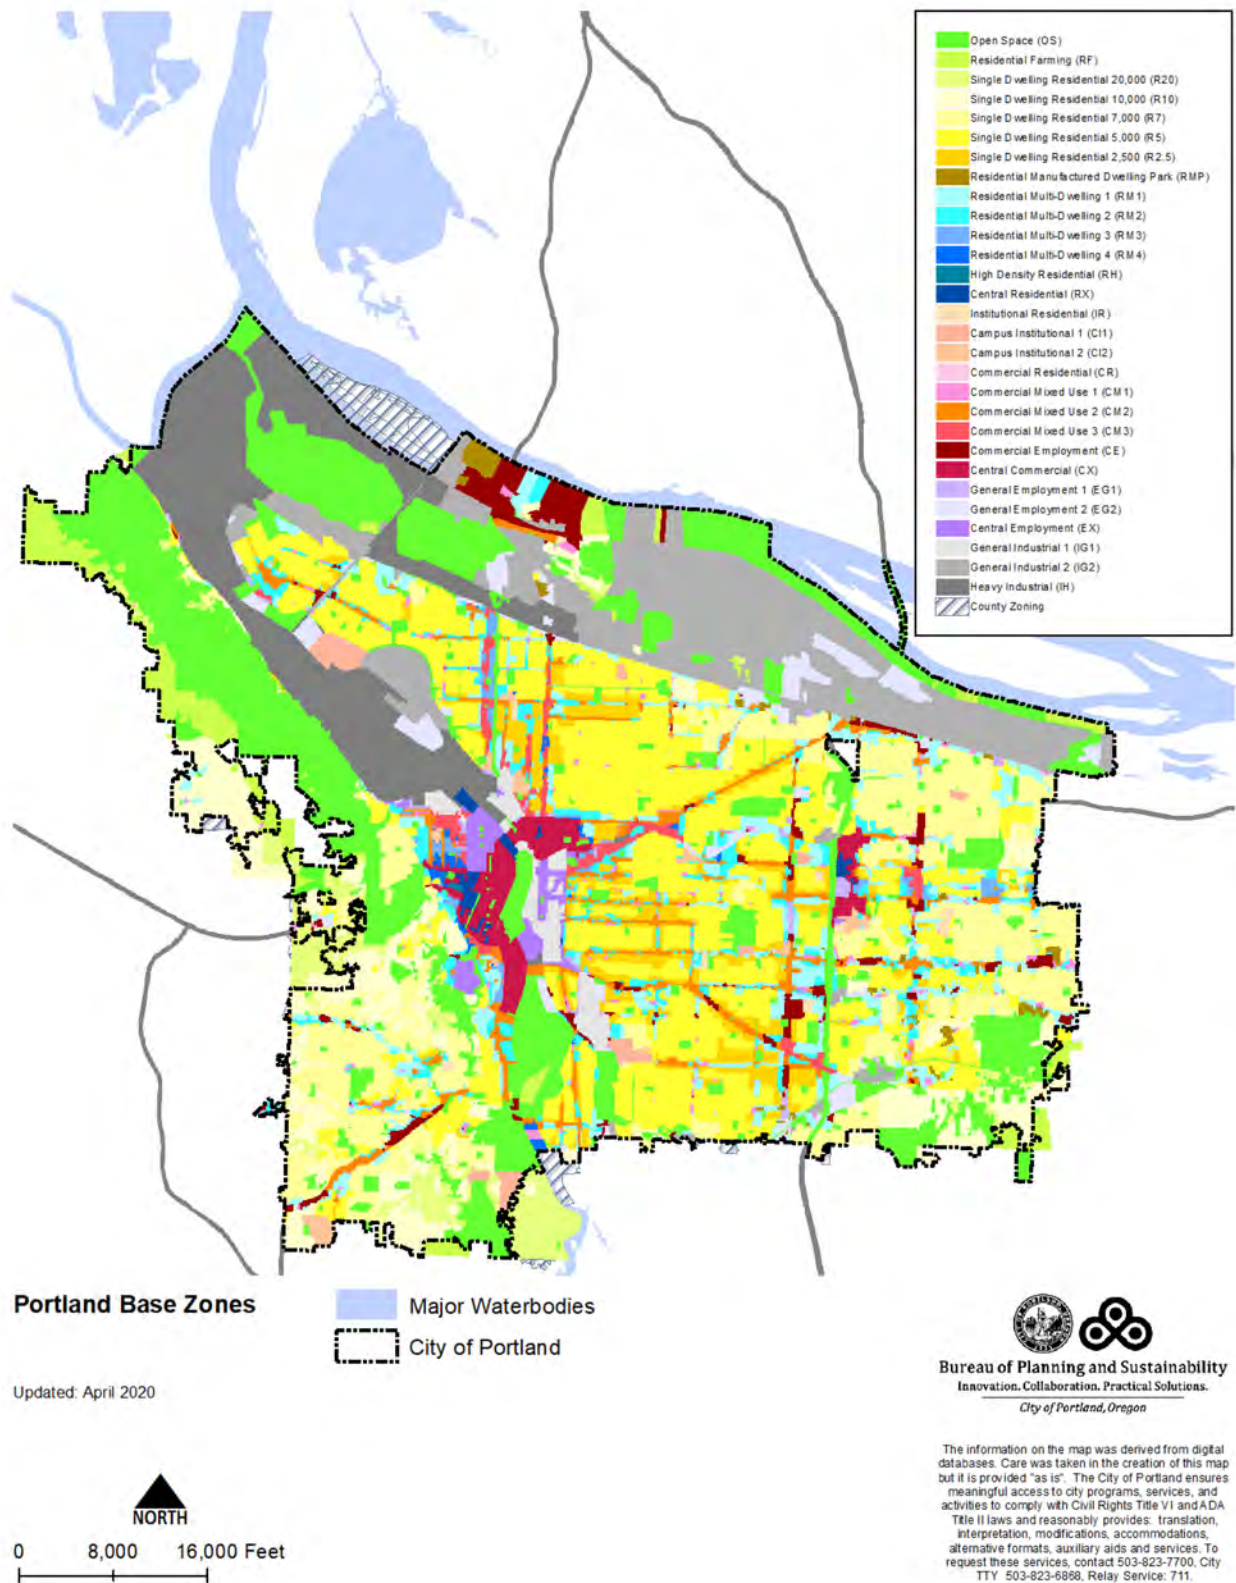 Open Space (OS)
Residential Farming (RF)
Single Dwelling Residential 20,000 (R20)
Single Dwelling Residential 10,000 (R10)
Single Dwelling Residential 7,000 (R7)
Single Dwelling Residential 5,000 (R5)
Single Dwelling Residential 2,500 (R2.5)
Residential Manufactured Dwelling Park (RMP)
Residential Multi-Dwelling 1 (RM1)
Residential Multi-Dwelling 2 (RM2)
Residential Multi-Dwelling 3 (RM3)
Residential Multi-Dwelling 4 (RM4)
High Density Residential (RH)
Central Residential (RX)
Institutional Residential (IR)
Campus Institutional 1 (CI1)
Campus Institutional 2 (CI2)
Commercial Residential (CR)
Commercial Mixed Use 1 (CM1)
Commercial Mixed Use 2 (CM2)
Commercial Mixed Use 3 (CM3)
Commercial Employment (CE)
Central Commercial (CX)
General Employment 1 (EG1)
General Employment 2 (EG2)
Central Employment (EX)
General Industrial 1 (IG1)
General Industrial 2 (IG2)
Heavy Industrial (IH)
County Zoning
Portland Base Zones
Major Waterbodies
City of Portland
Updated: April 2020
NORTH
0 8,000 16,000 Feet
Bureau of Planning and Sustainability
Innovation. Collaboration. Practical Solutions.
City of Portland, Oregon
The information on the map was derived from digital
databases. Care was taken in the creation of this map
but it is provided "as is". The City of Portland ensures
meaningful access to city programs, services, and
activities to comply with Civil Rights Title VI and ADA
Title II laws and reasonably provides: translation,
interpretation, modifications, accommodations,
alternative formats, auxiliary aids and services. To
request these services, contact 503-823-7700, City
TTY 503-823-6868, Relay Service: 711.